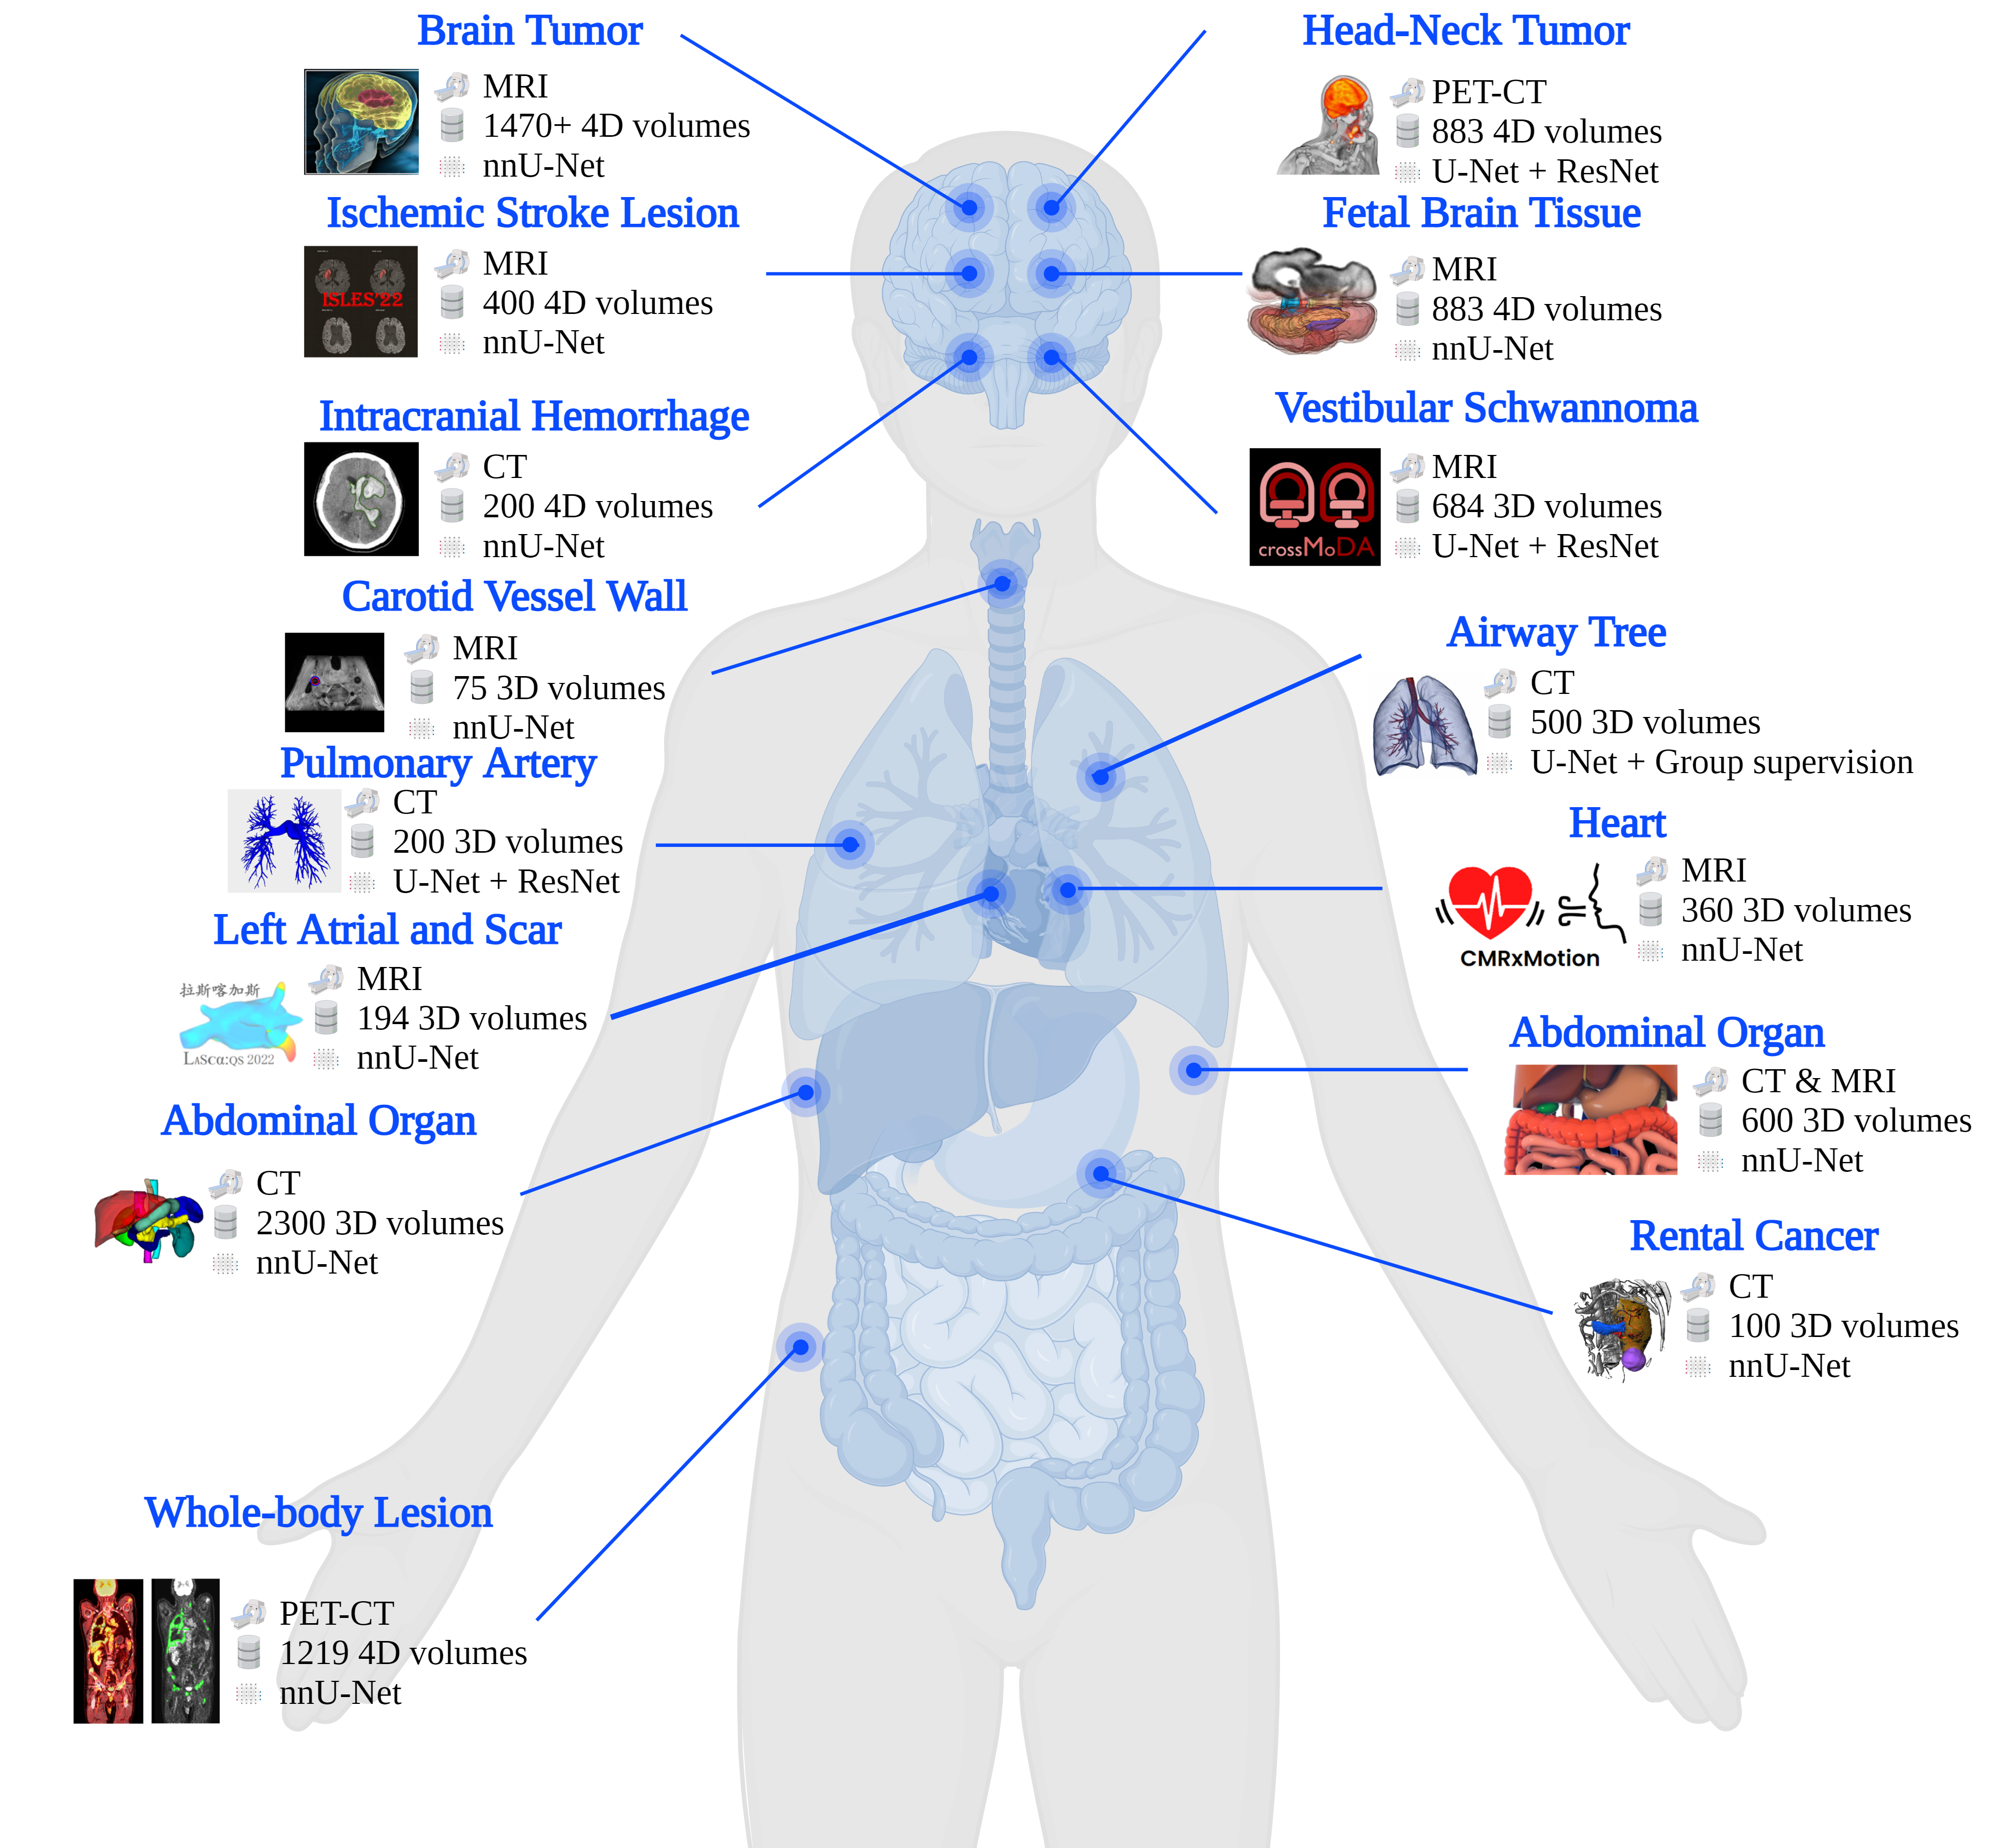 Brain Tumor
MRI
1470+ 4D volumes
nnU-Net
Ischemic Stroke Lesion
ISLES'22
MRI
400 4D volumes
nnU-Net
Intracranial Hemorrhage
CT
200 4D volumes
nnU-Net
Carotid Vessel Wall
MRI
75 3D volumes
nnU-Net
Pulmonary Artery
CT
200 3D volumes
U-Net + ResNet
Left Atrial and Scar
拉斯喀加斯
LASCα:QS 2022
MRI
194 3D volumes
nnU-Net
Abdominal Organ
CT
2300 3D volumes
nnU-Net
Whole-body Lesion
PET-CT
1219 4D volumes
nnU-Net
Head-Neck Tumor
PET-CT
883 4D volumes
U-Net + ResNet
Fetal Brain Tissue
MRI
883 4D volumes
nnU-Net
Vestibular Schwannoma
crossMoDA
MRI
684 3D volumes
U-Net + ResNet
Airway Tree
CT
500 3D volumes
U-Net + Group supervision
Heart
CMRxMotion
MRI
360 3D volumes
nnU-Net
Abdominal Organ
CT & MRI
600 3D volumes
nnU-Net
Rental Cancer
CT
100 3D volumes
nnU-Net